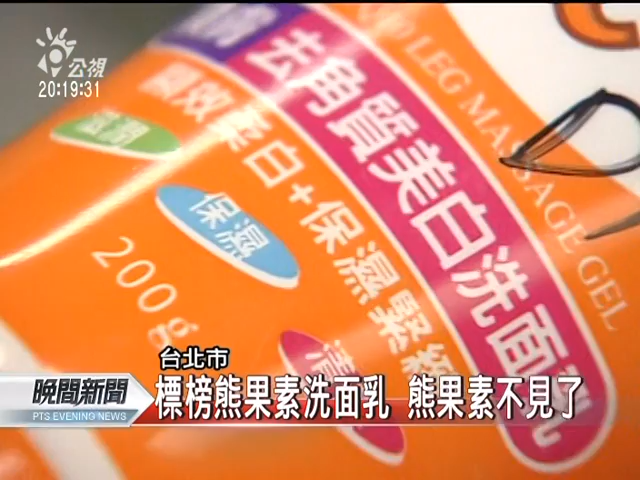 公視
20:19:31
去角質美白洗面乳
LEG MASSAGE GEL
美白+保濕緊緻
保濕
200g
台北市
晚間新聞
PTS EVENING NEWS
標榜熊果素洗面乳 熊果素不見了